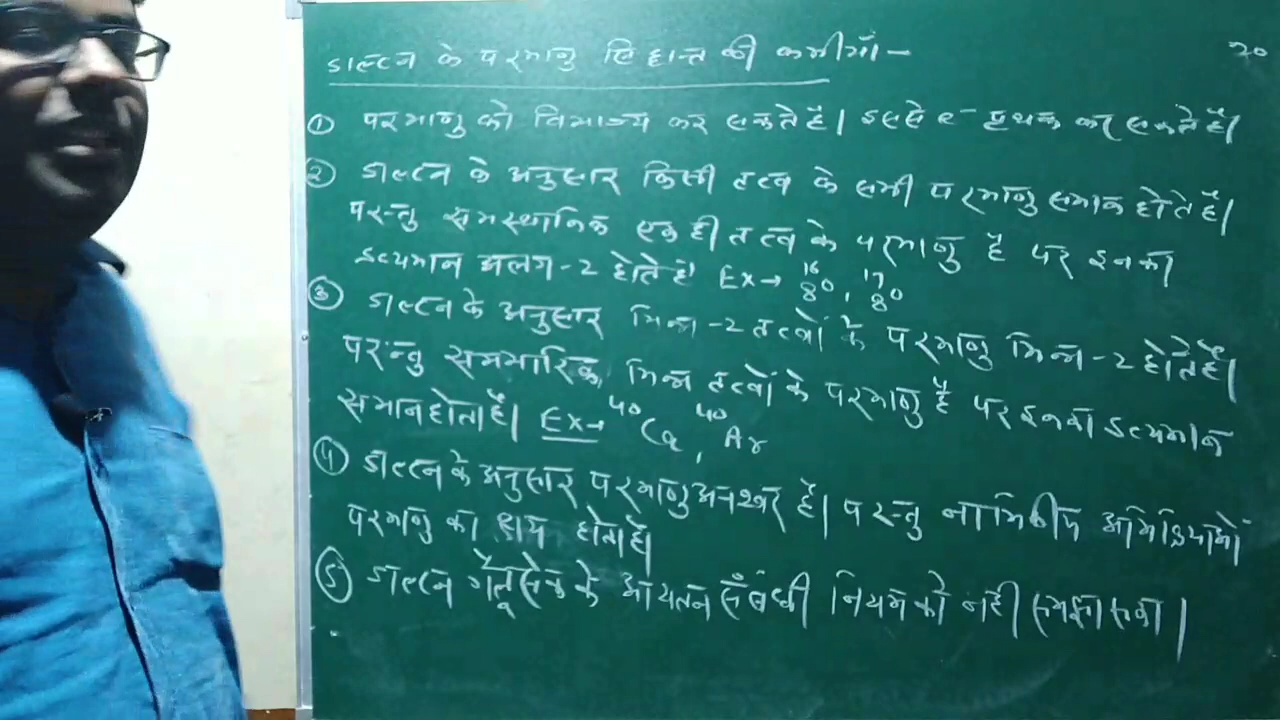 डाल्टन के परमाणु सिद्धान्त की कमीयाँ - 20
① परमाणु को विभाज्य कर सकते हैं। इससे e⁻ पृथक कर सकते हैं।
② डाल्टन के अनुसार किसी तत्व के सभी परमाणु समान होते हैं।
परन्तु समस्थानिक एक ही तत्व के परमाणु हैं पर इनका
द्रव्यमान अलग-2 होते हैं Ex→ ¹⁶₈O, ¹⁷₈O
③ डाल्टन के अनुसार भिन्न-2 तत्वों के परमाणु भिन्न-2 होते हैं।
परन्तु समभारिक, भिन्न तत्वों के परमाणु हैं पर इनका द्रव्यमान
समान होता है। Ex→ ⁴⁰Ca, ⁴⁰Ar
④ डाल्टन के अनुसार परमाणु अनश्वर हैं। परन्तु नाभिकीय अभिक्रियाओं
परमाणु का क्षय होता है।
⑤ डाल्टन गैलूसेक के आयतन संबंधी नियम को नहीं समझा सका।